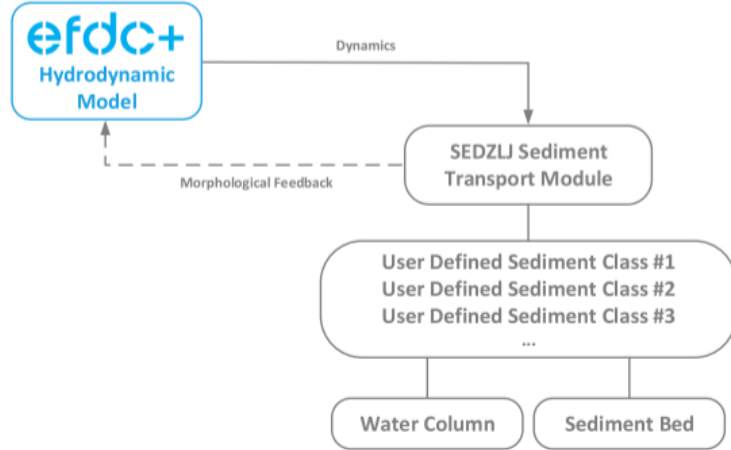 efdc+
Hydrodynamic
Model
Dynamics
SEDZLJ Sediment
Transport Module
Morphological Feedback
User Defined Sediment Class #1
User Defined Sediment Class #2
User Defined Sediment Class #3
...
Water Column
Sediment Bed